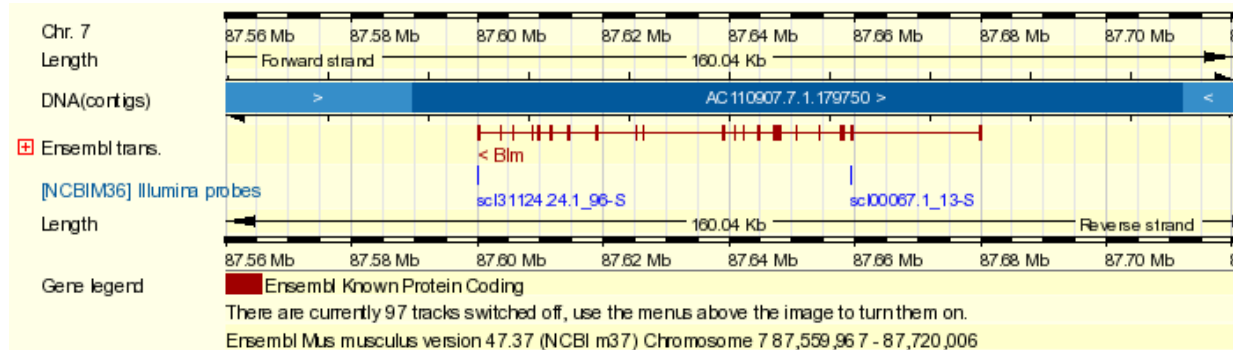 Chr. 7 87.56 Mb 87.58 Mb 87.60 Mb 87.62 Mb 87.64 Mb 87.66 Mb 87.68 Mb 87.70 Mb
Length Forward strand 160.04 Kb
DNA(contigs) > AC110907.7.1.179750 > <
Ensembl trans.
< Blm
[NCBIM36] Illumina probes
scl31124.24.1_96-S scl00067.1_13-S
Length 160.04 Kb Reverse strand
87.56 Mb 87.58 Mb 87.60 Mb 87.62 Mb 87.64 Mb 87.66 Mb 87.68 Mb 87.70 Mb
Gene legend Ensembl Known Protein Coding
There are currently 97 tracks switched off, use the menus above the image to turn them on.
Ensembl Mus musculus version 47.37 (NCBI m37) Chromosome 7 87,559,967 - 87,720,006